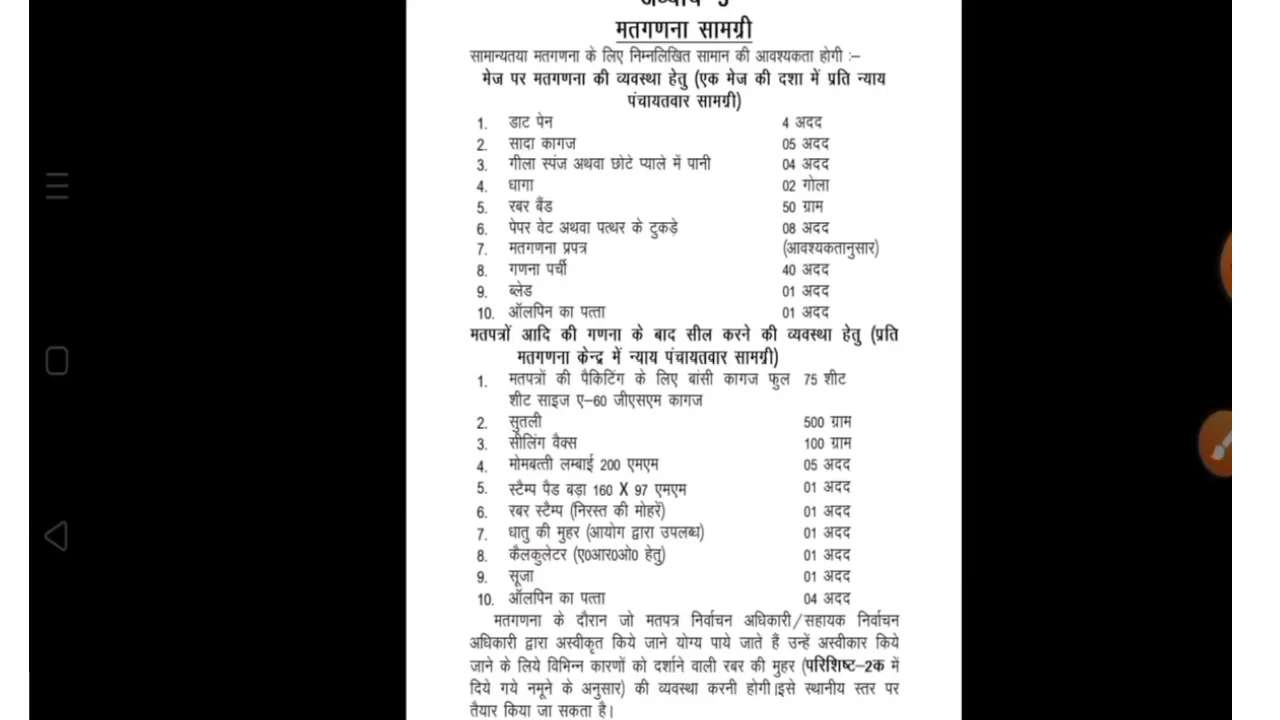 मतगणना सामग्री
सामान्यतया मतगणना के लिए निम्नलिखित सामान की आवश्यकता होगी :–
मेज पर मतगणना की व्यवस्था हेतु (एक मेज की दशा में प्रति न्याय
पंचायतवार सामग्री)
1. डाट पेन 4 अदद
2. सादा कागज 05 अदद
3. गीला स्पंज अथवा छोटे प्याले में पानी 04 अदद
4. धागा 02 गोला
5. रबर बैंड 50 ग्राम
6. पेपर वेट अथवा पत्थर के टुकड़े 08 अदद
7. मतगणना प्रपत्र (आवश्यकतानुसार)
8. गणना पर्ची 40 अदद
9. ब्लेड 01 अदद
10. ऑलपिन का पत्ता 01 अदद
मतपत्रों आदि की गणना के बाद सील करने की व्यवस्था हेतु (प्रति
मतगणना केन्द्र में न्याय पंचायतवार सामग्री)
1. मतपत्रों की पैकिटिंग के लिए बांसी कागज फुल 75 शीट
शीट साइज ए–60 जीएसएम कागज
2. सुतली 500 ग्राम
3. सीलिंग वैक्स 100 ग्राम
4. मोमबत्ती लम्बाई 200 एमएम 05 अदद
5. स्टैम्प पैड बड़ा 160 X 97 एमएम 01 अदद
6. रबर स्टैम्प (निरस्त की मोहरें) 01 अदद
7. धातु की मुहर (आयोग द्वारा उपलब्ध) 01 अदद
8. कैलकुलेटर (ए0आर0ओ0 हेतु) 01 अदद
9. सूजा 01 अदद
10. ऑलपिन का पत्ता 04 अदद
मतगणना के दौरान जो मतपत्र निर्वाचन अधिकारी/सहायक निर्वाचन
अधिकारी द्वारा अस्वीकृत किये जाने योग्य पाये जाते हैं उन्हें अस्वीकार किये
जाने के लिये विभिन्न कारणों को दर्शाने वाली रबर की मुहर (परिशिष्ट–2क में
दिये गये नमूने के अनुसार) की व्यवस्था करनी होगी।इसे स्थानीय स्तर पर
तैयार किया जा सकता है।